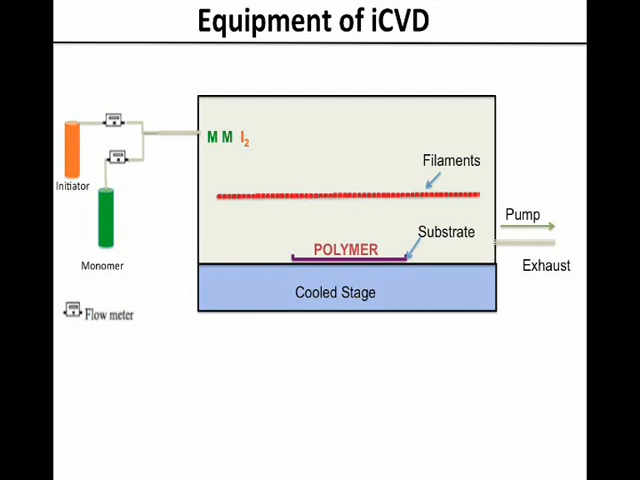 Equipment of iCVD
M M I2
Filaments
Initiator
Substrate
Pump
POLYMER
Monomer
Exhaust
Cooled Stage
Flow meter